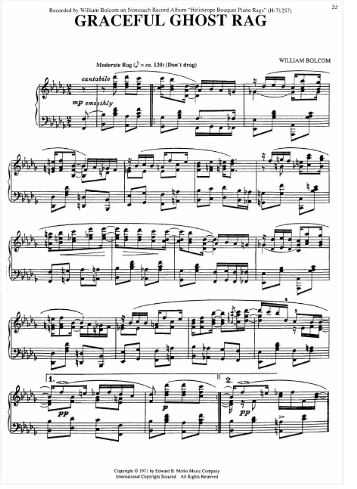 Recorded by William Bolcom on Nonesuch Record Album "Heliotrope Bouquet Piano Rags" (H-71257)
33
GRACEFUL GHOST RAG
Moderate Rag (♪ = ca. 120) (Don't drag)
WILLIAM BOLCOM
cantabile
mp smoothly
1.
2.
pp
p
pp
Copyright © 1971 by Edward B. Marks Music Company
International Copyright Secured All Rights Reserved